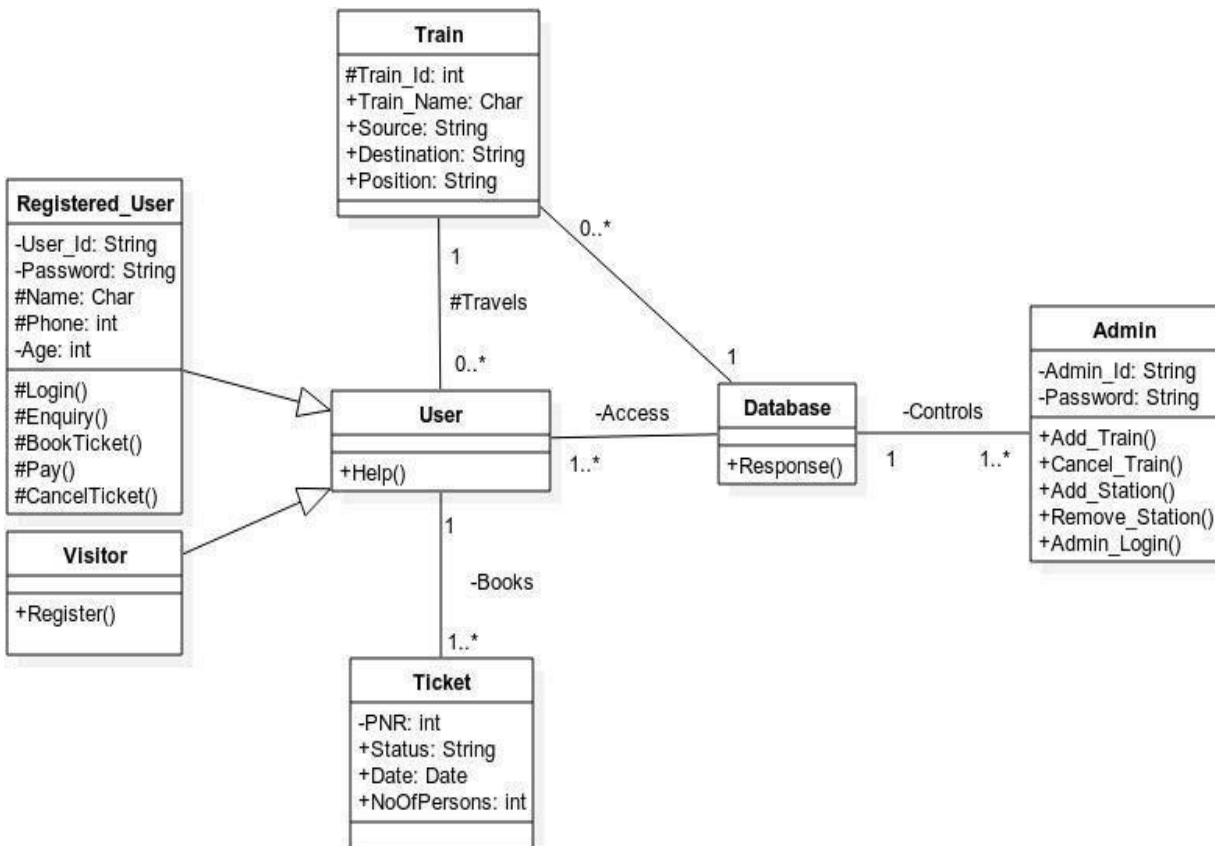 Train
#Train_Id: int
+Train_Name: Char
+Source: String
+Destination: String
+Position: String
Registered_User
-User_Id: String
-Password: String
#Name: Char
#Phone: int
-Age: int
#Login()
#Enquiry()
#BookTicket()
#Pay()
#CancelTicket()
Visitor
+Register()
1
#Travels
0..*
0..*
1
User
+Help()
-Access
1..*
Database
+Response()
-Controls
1
1..*
Admin
-Admin_Id: String
-Password: String
+Add_Train()
+Cancel_Train()
+Add_Station()
+Remove_Station()
+Admin_Login()
1
-Books
1..*
Ticket
-PNR: int
+Status: String
+Date: Date
+NoOfPersons: int